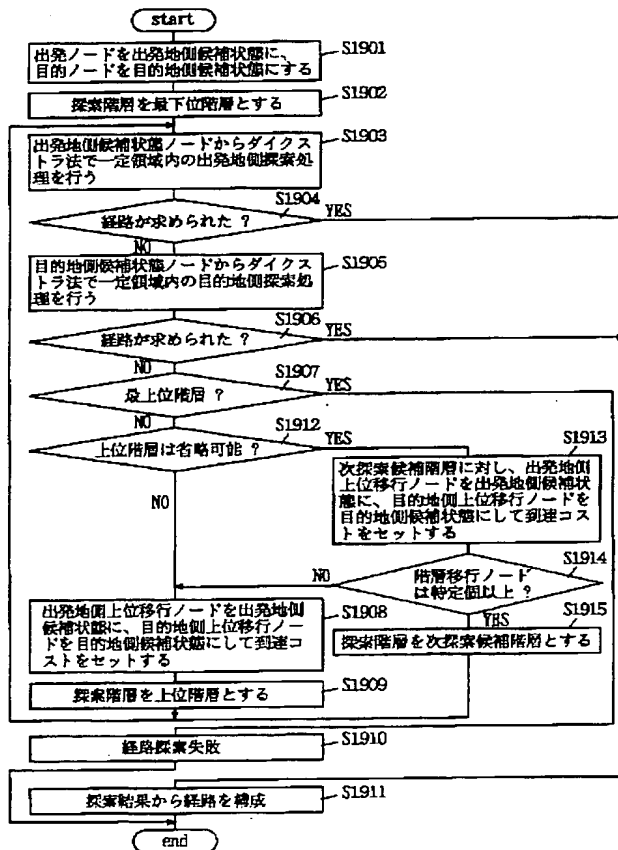 start
出発ノードを出発地側候補状態に、
目的ノードを目的地側候補状態にする
S1901
探索階層を最下位階層とする
S1902
出発地側候補状態ノードからダイクス
トラ法で一定領域内の出発地側探索処
理を行う
S1903
経路が求められた ?
S1904
YES
NO
目的地側候補状態ノードからダイクス
トラ法で一定領域内の目的地側探索処
理を行う
S1905
経路が求められた ?
S1906
YES
NO
最上位階層 ?
S1907
YES
NO
上位階層は省略可能 ?
S1912
YES
NO
次探索候補階層に対し、出発地側
上位移行ノードを出発地側候補状
態に、目的地側上位移行ノードを
目的地側候補状態にして到達コス
トをセットする
S1913
階層移行ノード
は特定個以上 ?
S1914
NO
YES
探索階層を次探索候補階層とする
S1915
出発地側上位移行ノードを出発地側
候補状態に、目的地側上位移行ノー
ドを目的地側候補状態にして到達コ
ストをセットする
S1908
探索階層を上位階層とする
S1909
経路探索失敗
S1910
探索結果から経路を構成
S1911
end